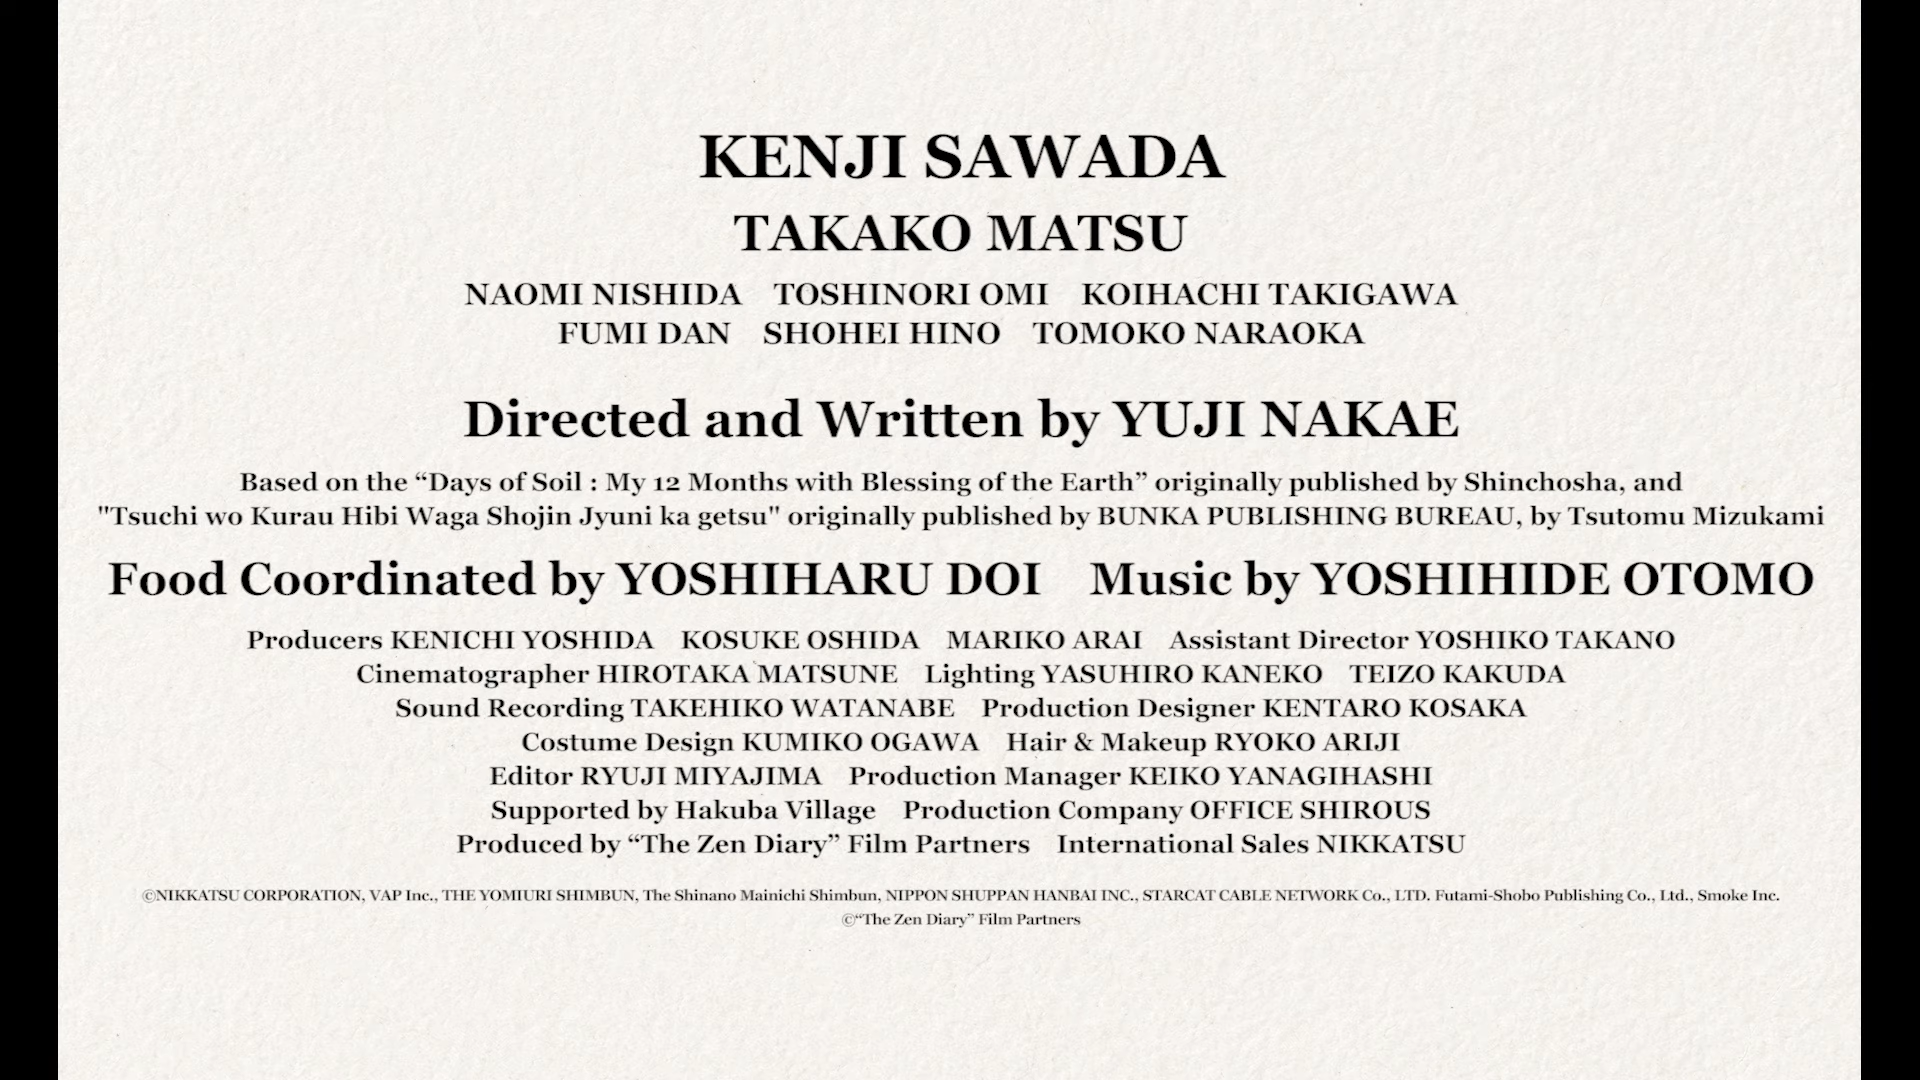 KENJI SAWADA
TAKAKO MATSU
NAOMI NISHIDA TOSHINORI OMI KOIHACHI TAKIGAWA
FUMI DAN SHOHEI HINO TOMOKO NARAOKA
Directed and Written by YUJI NAKAE
Based on the “Days of Soil : My 12 Months with Blessing of the Earth” originally published by Shinchosha, and
"Tsuchi wo Kurau Hibi Waga Shojin Jyuni ka getsu" originally published by BUNKA PUBLISHING BUREAU, by Tsutomu Mizukami
Food Coordinated by YOSHIHARU DOI Music by YOSHIHIDE OTOMO
Producers KENICHI YOSHIDA KOSUKE OSHIDA MARIKO ARAI Assistant Director YOSHIKO TAKANO
Cinematographer HIROTAKA MATSUNE Lighting YASUHIRO KANEKO TEIZO KAKUDA
Sound Recording TAKEHIKO WATANABE Production Designer KENTARO KOSAKA
Costume Design KUMIKO OGAWA Hair & Makeup RYOKO ARIJI
Editor RYUJI MIYAJIMA Production Manager KEIKO YANAGIHASHI
Supported by Hakuba Village Production Company OFFICE SHIROUS
Produced by “The Zen Diary” Film Partners International Sales NIKKATSU
©NIKKATSU CORPORATION, VAP Inc., THE YOMIURI SHIMBUN, The Shinano Mainichi Shimbun, NIPPON SHUPPAN HANBAI INC., STARCAT CABLE NETWORK Co., LTD. Futami-Shobo Publishing Co., Ltd., Smoke Inc.
©“The Zen Diary” Film Partners